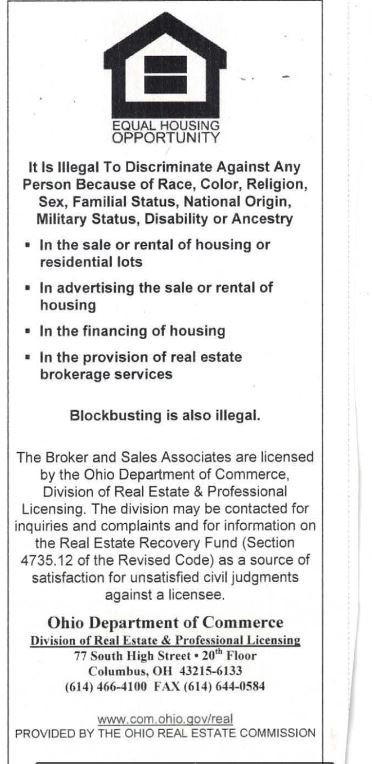 EQUAL HOUSING
OPPORTUNITY
It Is Illegal To Discriminate Against Any
Person Because of Race, Color, Religion,
Sex, Familial Status, National Origin,
Military Status, Disability or Ancestry
▪ In the sale or rental of housing or
residential lots
▪ In advertising the sale or rental of
housing
▪ In the financing of housing
▪ In the provision of real estate
brokerage services
Blockbusting is also illegal.
The Broker and Sales Associates are licensed
by the Ohio Department of Commerce,
Division of Real Estate & Professional
Licensing. The division may be contacted for
inquiries and complaints and for information on
the Real Estate Recovery Fund (Section
4735.12 of the Revised Code) as a source of
satisfaction for unsatisfied civil judgments
against a licensee.
Ohio Department of Commerce
Division of Real Estate & Professional Licensing
77 South High Street • 20th Floor
Columbus, OH 43215-6133
(614) 466-4100 FAX (614) 644-0584
www.com.ohio.gov/real
PROVIDED BY THE OHIO REAL ESTATE COMMISSION